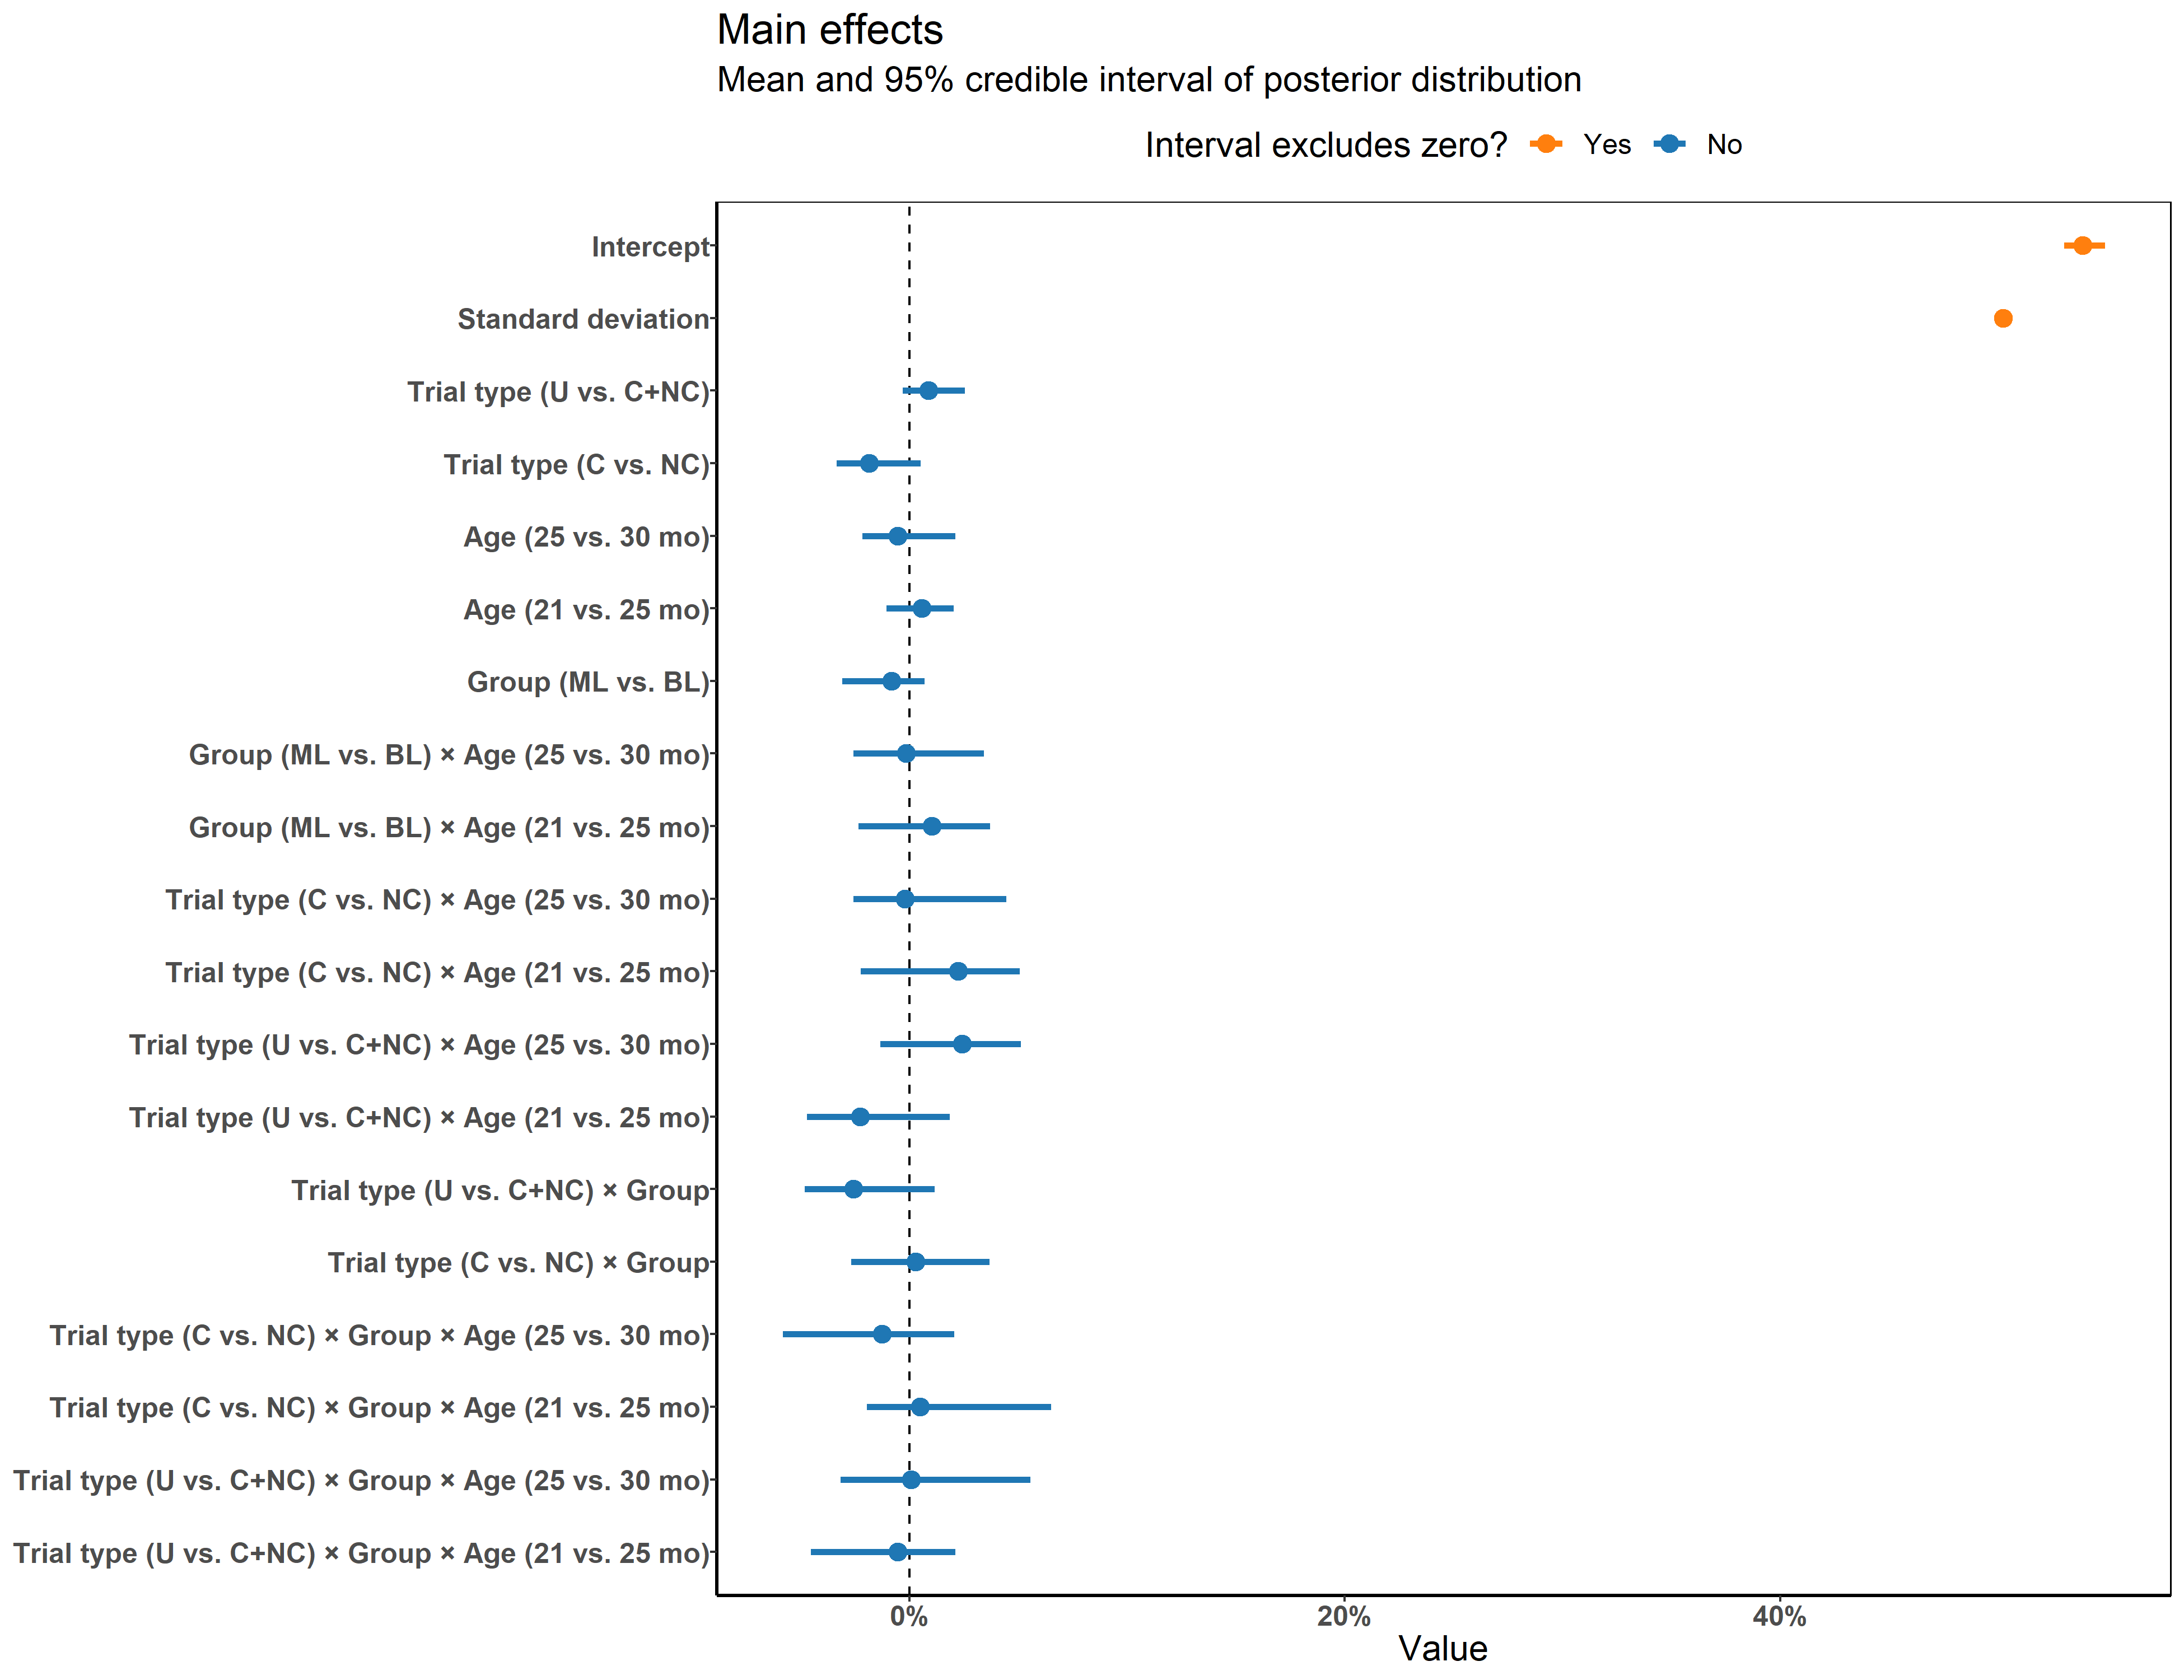 Main effects
Mean and 95% credible interval of posterior distribution
Interval excludes zero? Yes No
Intercept
Standard deviation
Trial type (U vs. C+NC)
Trial type (C vs. NC)
Age (25 vs. 30 mo)
Age (21 vs. 25 mo)
Group (ML vs. BL)
Group (ML vs. BL) × Age (25 vs. 30 mo)
Group (ML vs. BL) × Age (21 vs. 25 mo)
Trial type (C vs. NC) × Age (25 vs. 30 mo)
Trial type (C vs. NC) × Age (21 vs. 25 mo)
Trial type (U vs. C+NC) × Age (25 vs. 30 mo)
Trial type (U vs. C+NC) × Age (21 vs. 25 mo)
Trial type (U vs. C+NC) × Group
Trial type (C vs. NC) × Group
Trial type (C vs. NC) × Group × Age (25 vs. 30 mo)
Trial type (C vs. NC) × Group × Age (21 vs. 25 mo)
Trial type (U vs. C+NC) × Group × Age (25 vs. 30 mo)
Trial type (U vs. C+NC) × Group × Age (21 vs. 25 mo)
0% 20% 40%
Value